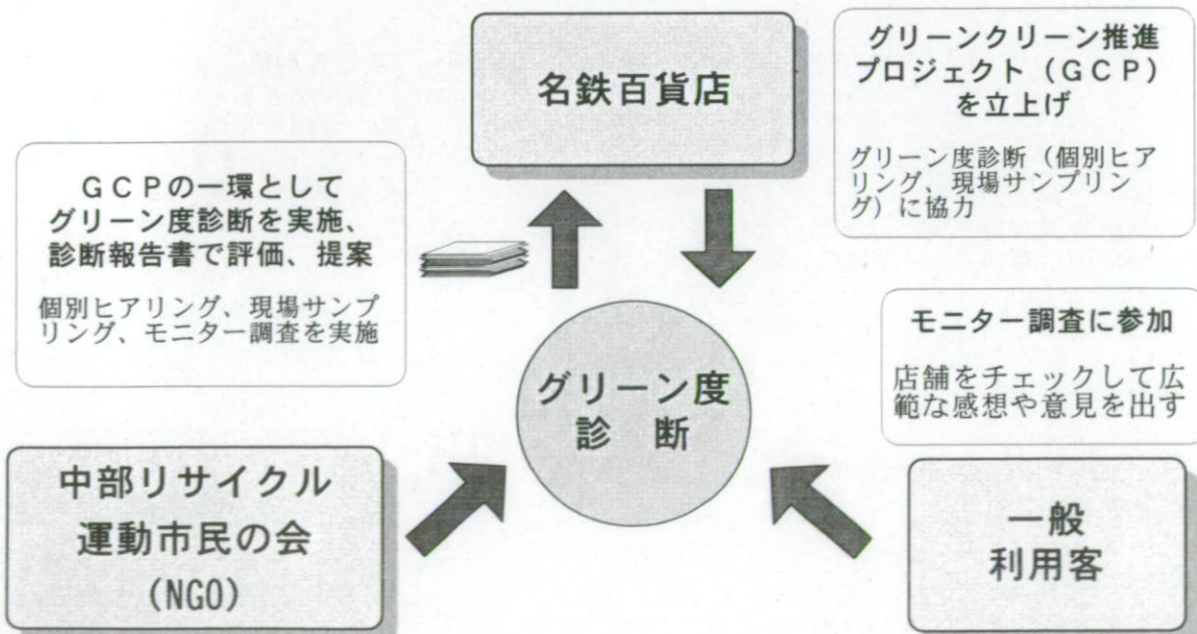 名鉄百貨店
グリーンクリーン推進
プロジェクト（ＧＣＰ）
を立上げ
グリーン度診断（個別ヒア
リング、現場サンプリン
グ）に協力
ＧＣＰの一環として
グリーン度診断を実施、
診断報告書で評価、提案
個別ヒアリング、現場サンプ
リング、モニター調査を実施
モニター調査に参加
店舗をチェックして広
範な感想や意見を出す
グリーン度
診　断
中部リサイクル
運動市民の会
(NGO)
一般
利用客